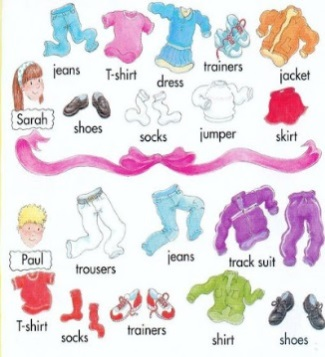 jeans
T-shirt
dress
trainers
jacket
Sarah
shoes
socks
jumper
skirt
Paul
trousers
jeans
track suit
T-shirt
socks
trainers
shirt
shoes